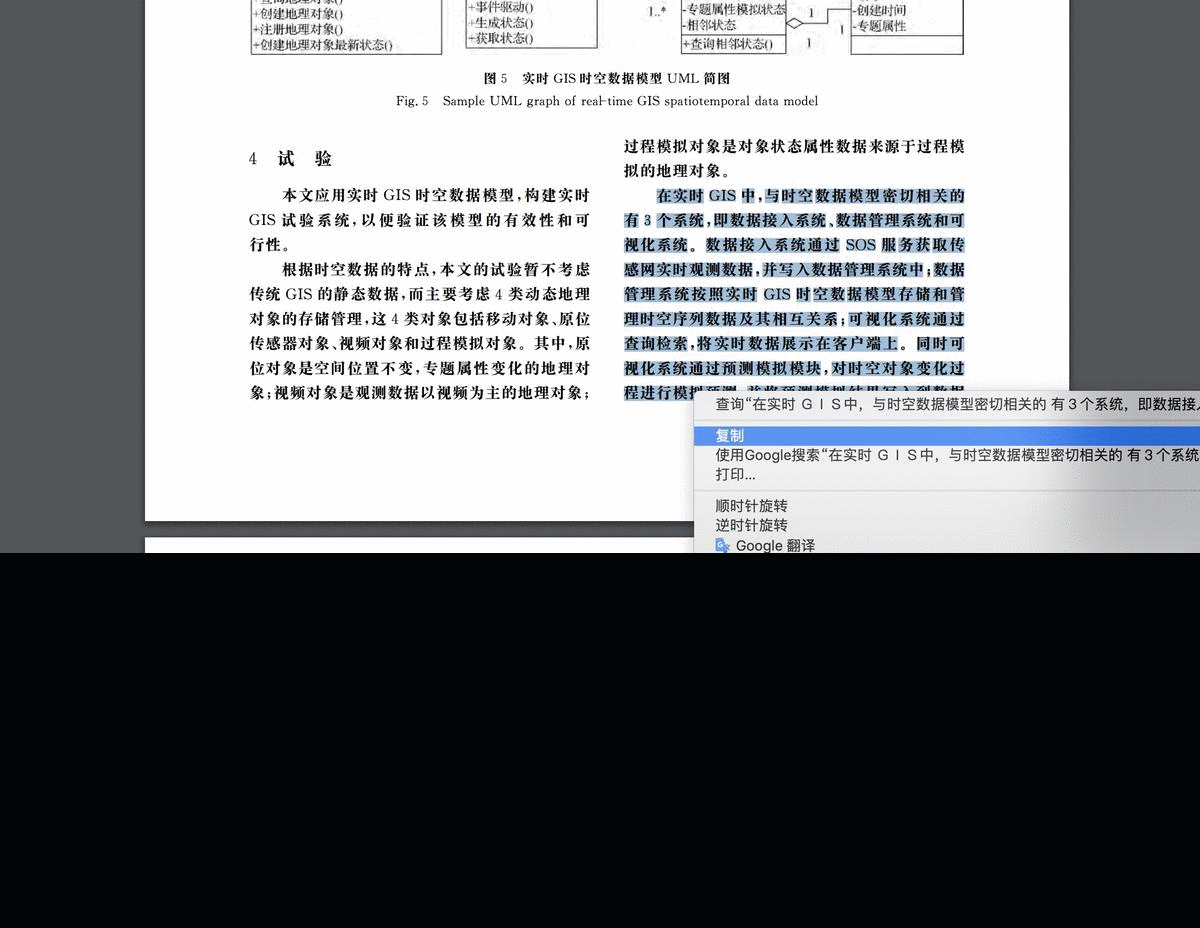 +创建地理对象()
+注册地理对象()
+创建地理对象最新状态()
+事件驱动()
+生成状态()
+获取状态()
1..*
-专题属性模拟状态
-相邻状态
+查询相邻状态()
1
1
1
-创建时间
-专题属性
图 5 实时 GIS 时空数据模型 UML 简图
Fig. 5 Sample UML graph of real-time GIS spatiotemporal data model
4 试 验
本文应用实时 GIS 时空数据模型,构建实时
GIS 试验系统,以便验证该模型的有效性和可
行性。
根据时空数据的特点,本文的试验暂不考虑
传统 GIS 的静态数据,而主要考虑 4 类动态地理
对象的存储管理,这 4 类对象包括移动对象、原位
传感器对象、视频对象和过程模拟对象。其中,原
位对象是空间位置不变,专题属性变化的地理对
象;视频对象是观测数据以视频为主的地理对象;
过程模拟对象是对象状态属性数据来源于过程模
拟的地理对象。
在实时 GIS 中,与时空数据模型密切相关的
有 3 个系统,即数据接入系统、数据管理系统和可
视化系统。数据接入系统通过 SOS 服务获取传
感网实时观测数据,并写入数据管理系统中;数据
管理系统按照实时 GIS 时空数据模型存储和管
理时空序列数据及其相互关系;可视化系统通过
查询检索,将实时数据展示在客户端上。同时可
视化系统通过预测模拟模块,对时空对象变化过
程进行模拟预测,并将预测模拟结果写入到数据
查询“在实时 ＧＩＳ中，与时空数据模型密切相关的 有３个系统，即数据接
复制
使用Google搜索“在实时 ＧＩＳ中，与时空数据模型密切相关的 有３个系统
打印...
顺时针旋转
逆时针旋转
Google 翻译